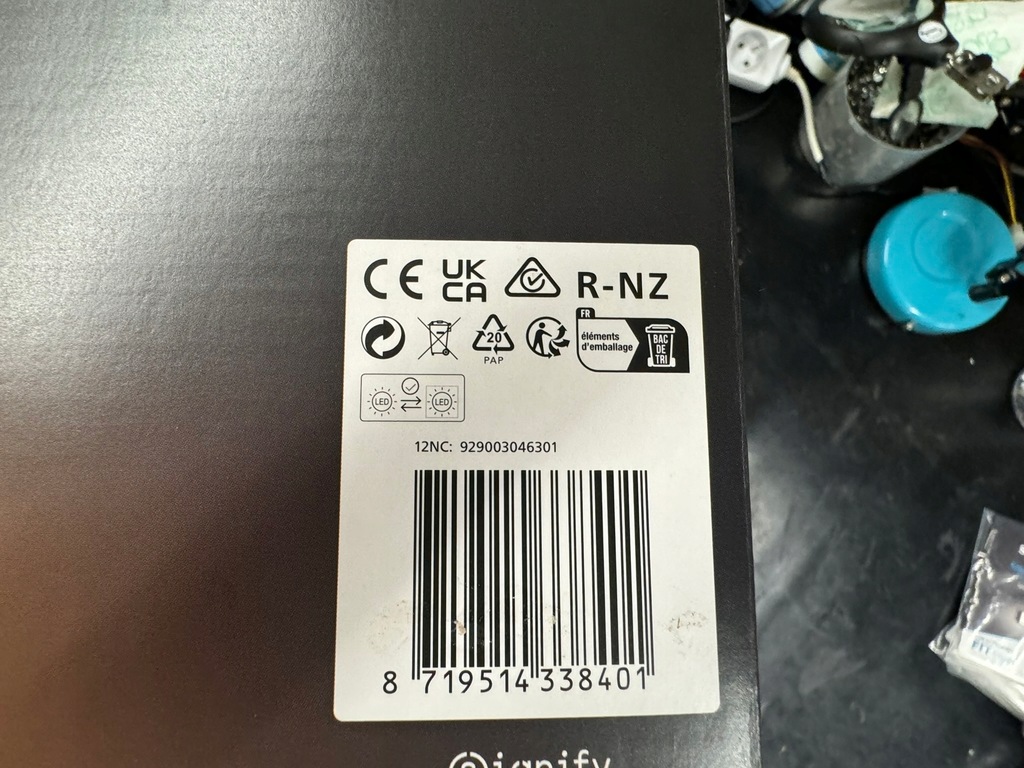 CE UK CA R-NZ
FR
20
PAP
éléments d'emballage
BAC DE TRI
LED LED
12NC: 929003046301
8 719514 338401
ignify